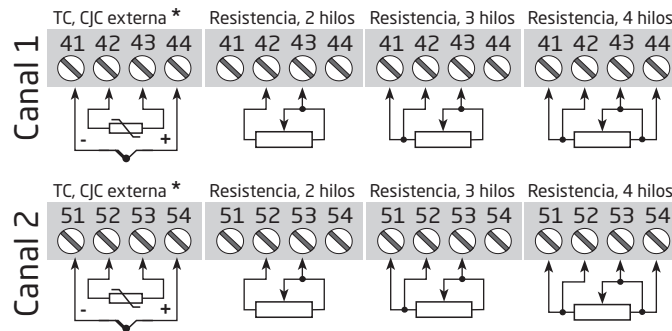 Canal 1
TC, CJC externa * Resistencia, 2 hilos Resistencia, 3 hilos Resistencia, 4 hilos
41 42 43 44 41 42 43 44 41 42 43 44 41 42 43 44
- +
Canal 2
TC, CJC externa * Resistencia, 2 hilos Resistencia, 3 hilos Resistencia, 4 hilos
51 52 53 54 51 52 53 54 51 52 53 54 51 52 53 54
- +